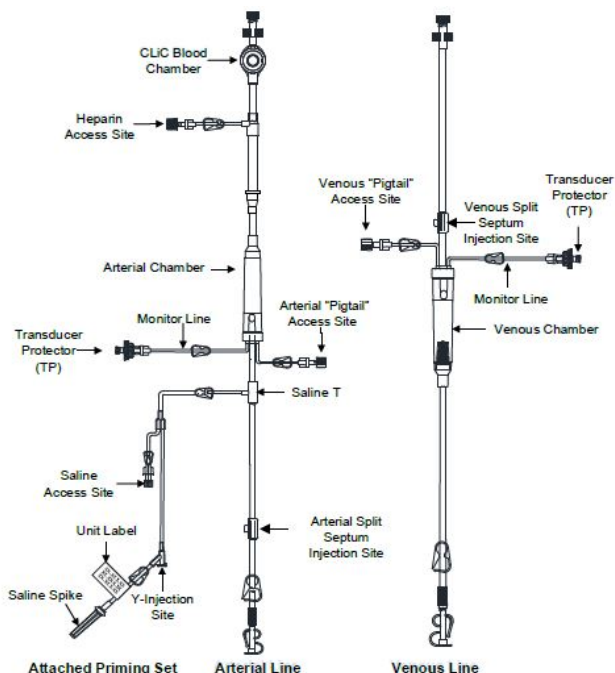 CLiC Blood
Chamber
Heparin
Access Site
Arterial Chamber
Monitor Line
Arterial "Pigtail"
Access Site
Transducer
Protector
(TP)
Saline T
Saline
Access Site
Unit Label
Arterial Split
Septum
Injection Site
Saline Spike
Y-Injection
Site
Attached Priming Set
Arterial Line
Venous "Pigtail"
Access Site
Venous Split
Septum
Injection Site
Transducer
Protector
(TP)
Monitor Line
Venous Chamber
Venous Line